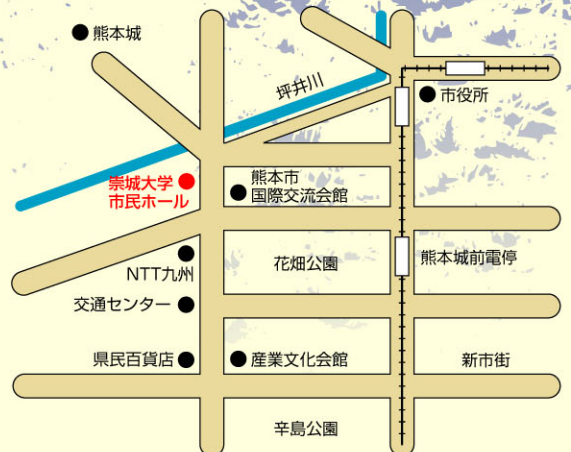 熊本城
坪井川
市役所
崇城大学
市民ホール
熊本市
国際交流会館
NTT九州
花畑公園
熊本城前電停
交通センター
県民百貨店
産業文化会館
新市街
辛島公園